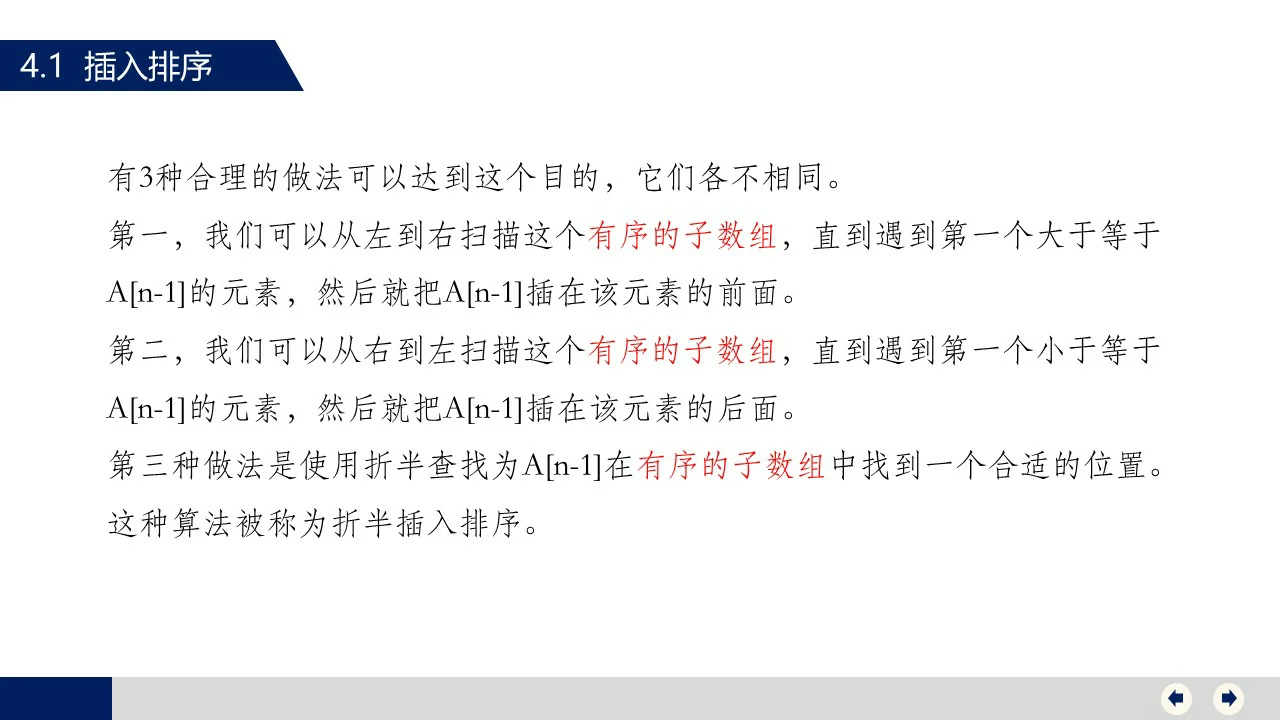 4.1 插入排序
有3种合理的做法可以达到这个目的，它们各不相同。
第一，我们可以从左到右扫描这个有序的子数组，直到遇到第一个大于等于
A[n-1]的元素，然后就把A[n-1]插在该元素的前面。
第二，我们可以从右到左扫描这个有序的子数组，直到遇到第一个小于等于
A[n-1]的元素，然后就把A[n-1]插在该元素的后面。
第三种做法是使用折半查找为A[n-1]在有序的子数组中找到一个合适的位置。
这种算法被称为折半插入排序。